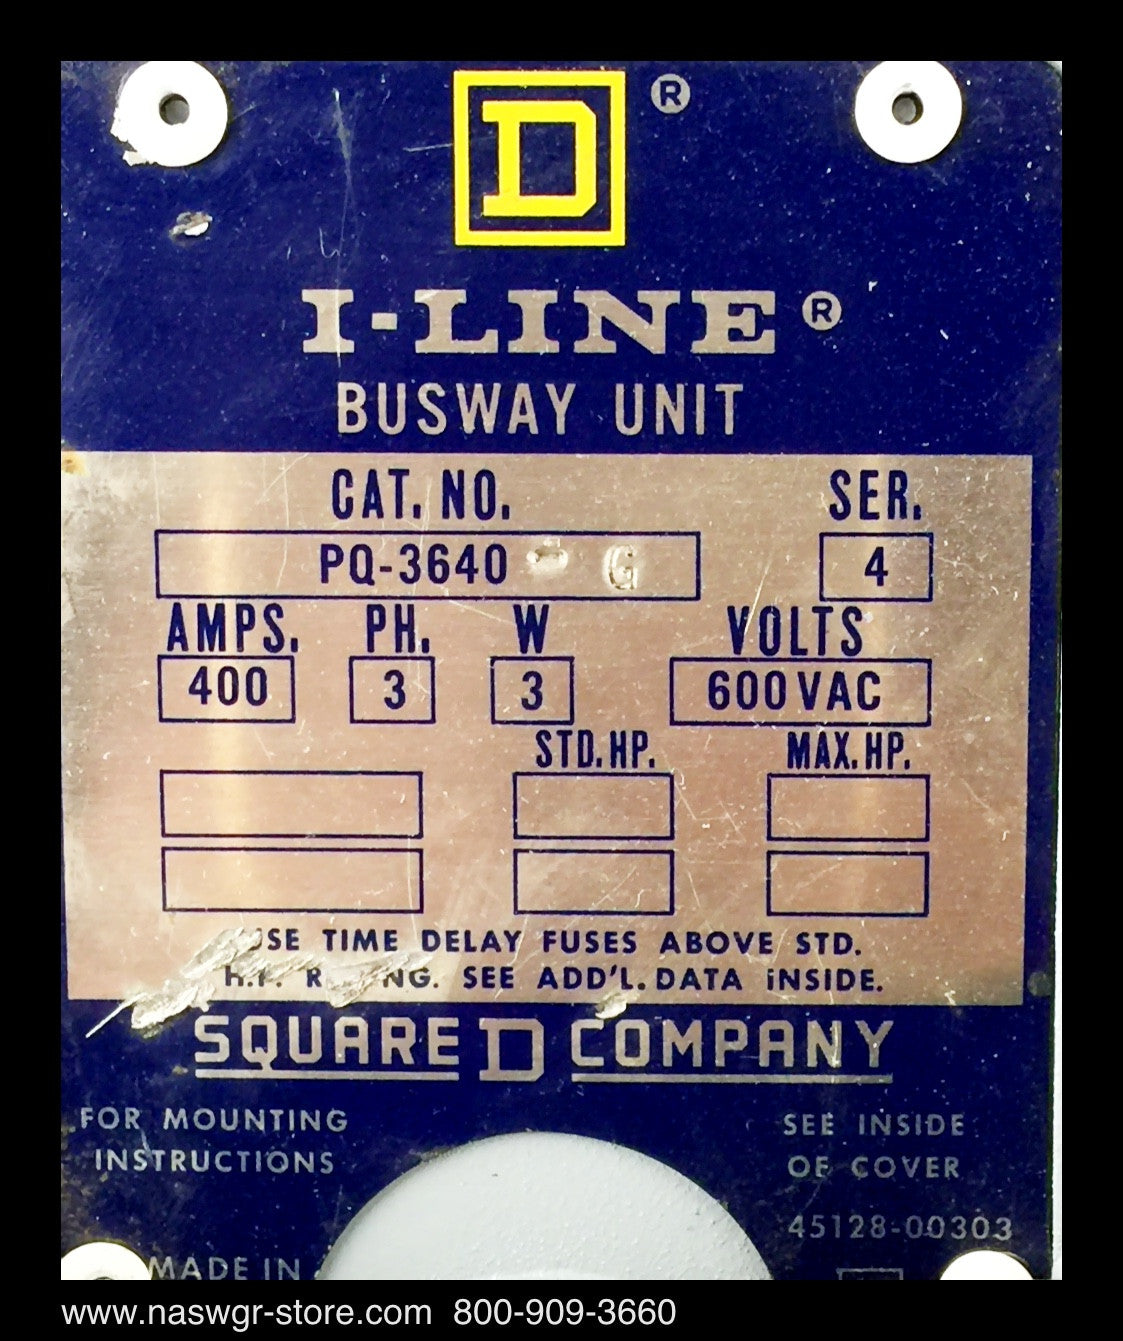 D ®
I-LINE ®
BUSWAY UNIT
CAT. NO. SER.
PQ-3640 - G 4
AMPS. PH. W VOLTS
400 3 3 600 VAC
STD. HP. MAX. HP.
USE TIME DELAY FUSES ABOVE STD.
H.P. SEE ADD'L. DATA INSIDE.
SQUARE D COMPANY
FOR MOUNTING SEE INSIDE
INSTRUCTIONS OF COVER
45128-00303
MADE IN
www.naswgr-store.com 800-909-3660